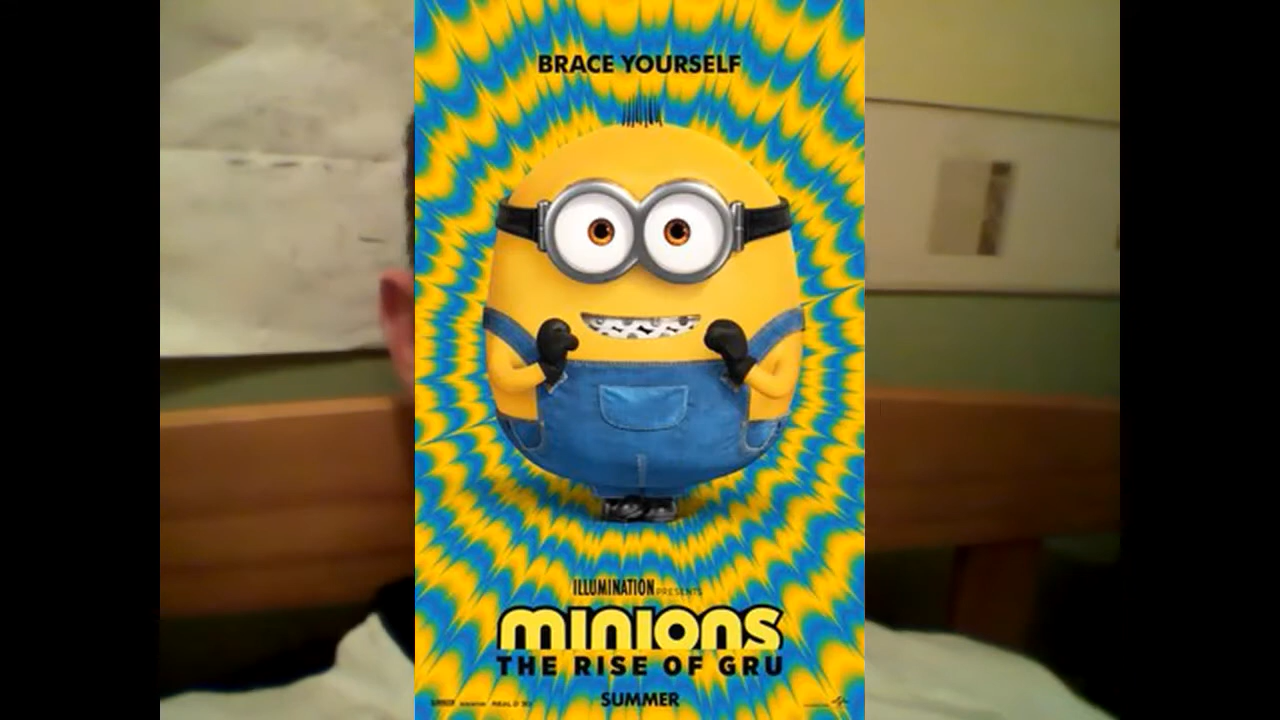 BRACE YOURSELF
ILLUMINATION PRESENTS
minions
THE RISE OF GRU
SUMMER